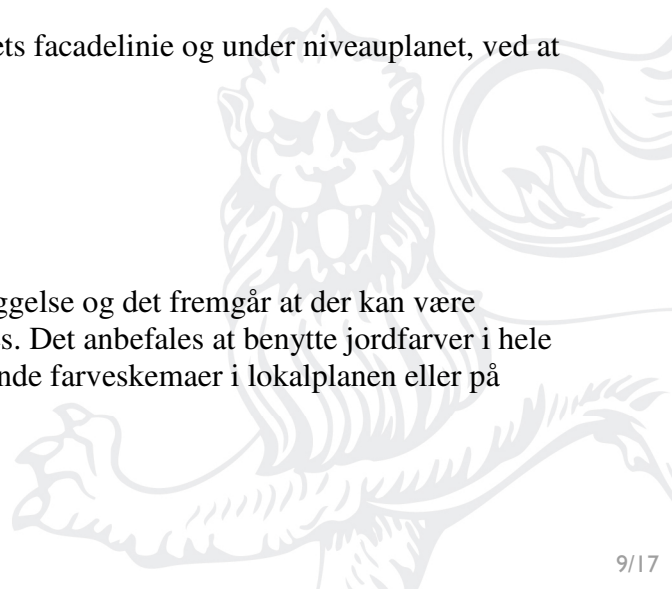 ets facadelinie og under niveauplanet, ved at
ggelse og det fremgår at der kan være
s. Det anbefales at benytte jordfarver i hele
nde farveskemaer i lokalplanen eller på
9/17